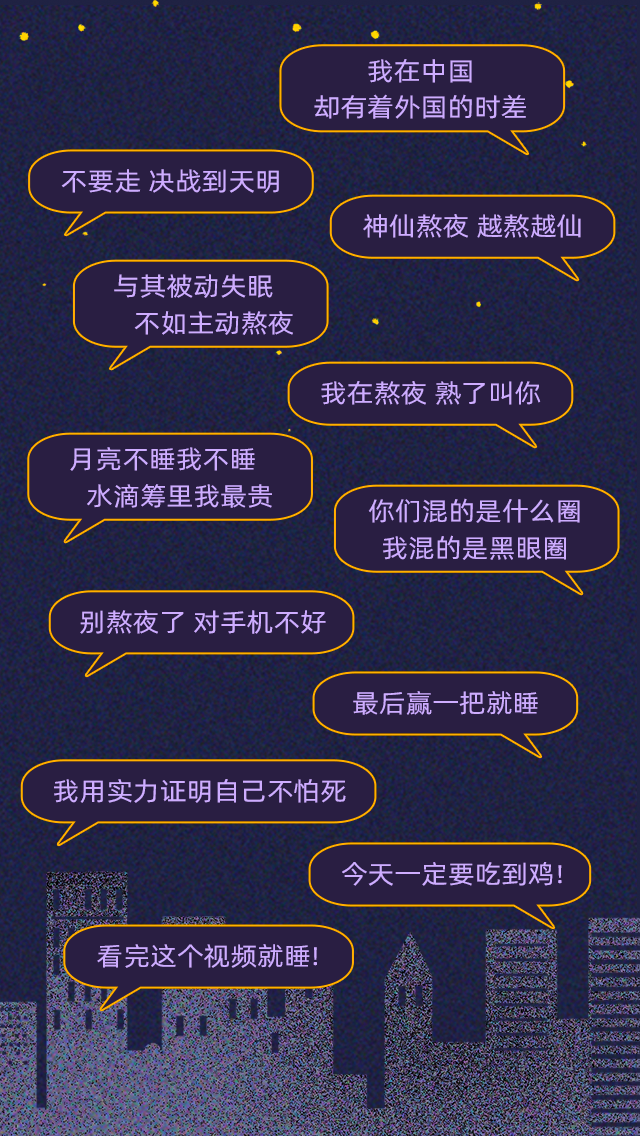 我在中国
却有着外国的时差
不要走 决战到天明
神仙熬夜 越熬越仙
与其被动失眠
不如主动熬夜
我在熬夜 熟了叫你
月亮不睡我不睡
水滴筹里我最贵
你们混的是什么圈
我混的是黑眼圈
别熬夜了 对手机不好
最后赢一把就睡
我用实力证明自己不怕死
今天一定要吃到鸡!
看完这个视频就睡!